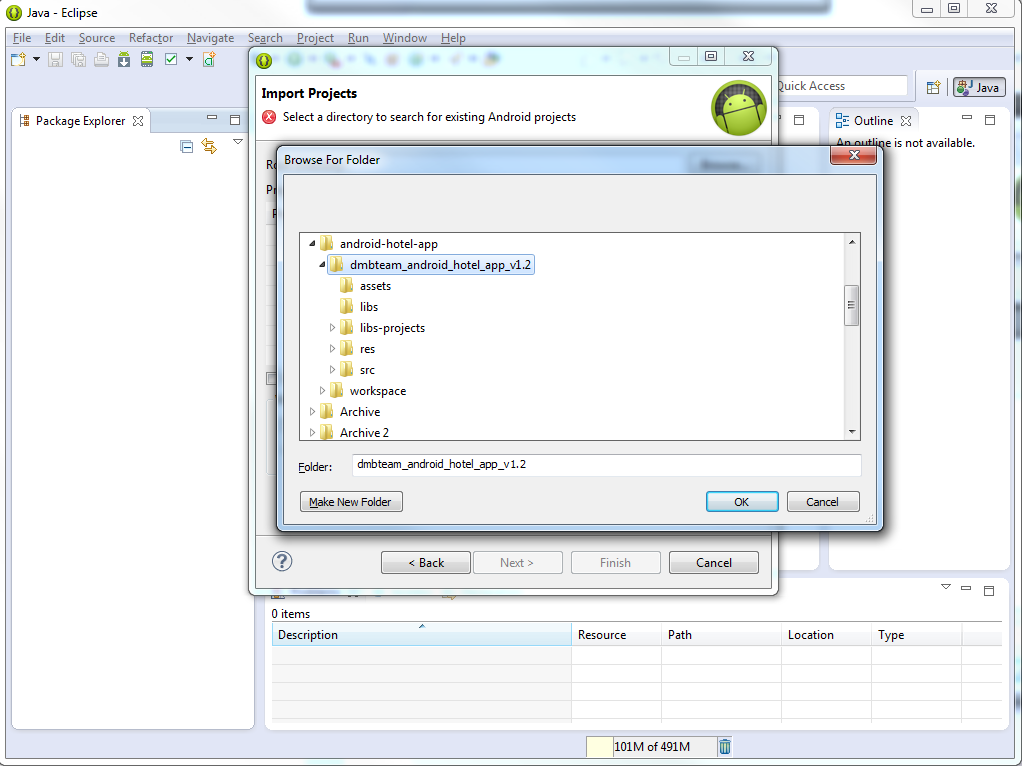 Java - Eclipse
File Edit Source Refactor Navigate Search Project Run Window Help
Quick Access
Java
Package Explorer
Outline
An outline is not available.
Import Projects
Select a directory to search for existing Android projects
Browse For Folder
android-hotel-app
dmbteam_android_hotel_app_v1.2
assets
libs
libs-projects
res
src
workspace
Archive
Archive 2
Folder: dmbteam_android_hotel_app_v1.2
Make New Folder OK Cancel
? < Back Next > Finish Cancel
0 items
Description Resource Path Location Type
101M of 491M